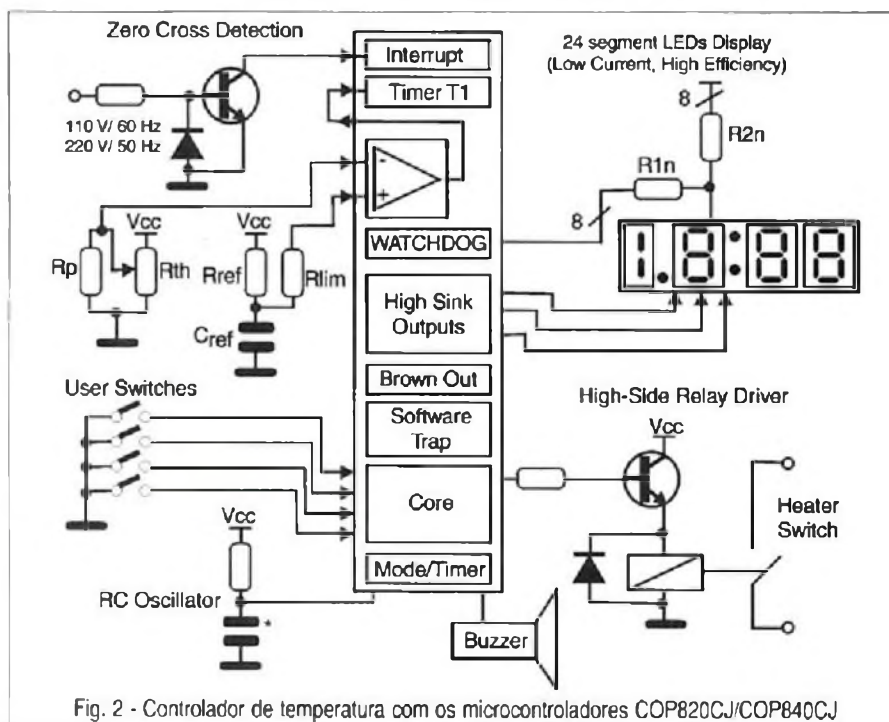 Zero Cross Detection
110 V/ 60 Hz
220 V/ 50 Hz
Interrupt
Timer T1
-
+
WATCHDOG
High Sink
Outputs
Brown Out
Software
Trap
Core
Mode/Timer
24 segment LEDs Display
(Low Current, High Efficiency)
8
R2n
R1n
8
1.8:88
Vcc
Rp
Rth
Vcc
Rref
Rlim
Cref
User Switches
Vcc
RC Oscillator
+
Buzzer
High-Side Relay Driver
Vcc
Heater
Switch
Fig. 2 - Controlador de temperatura com os microcontroladores COP820CJ/COP840CJ